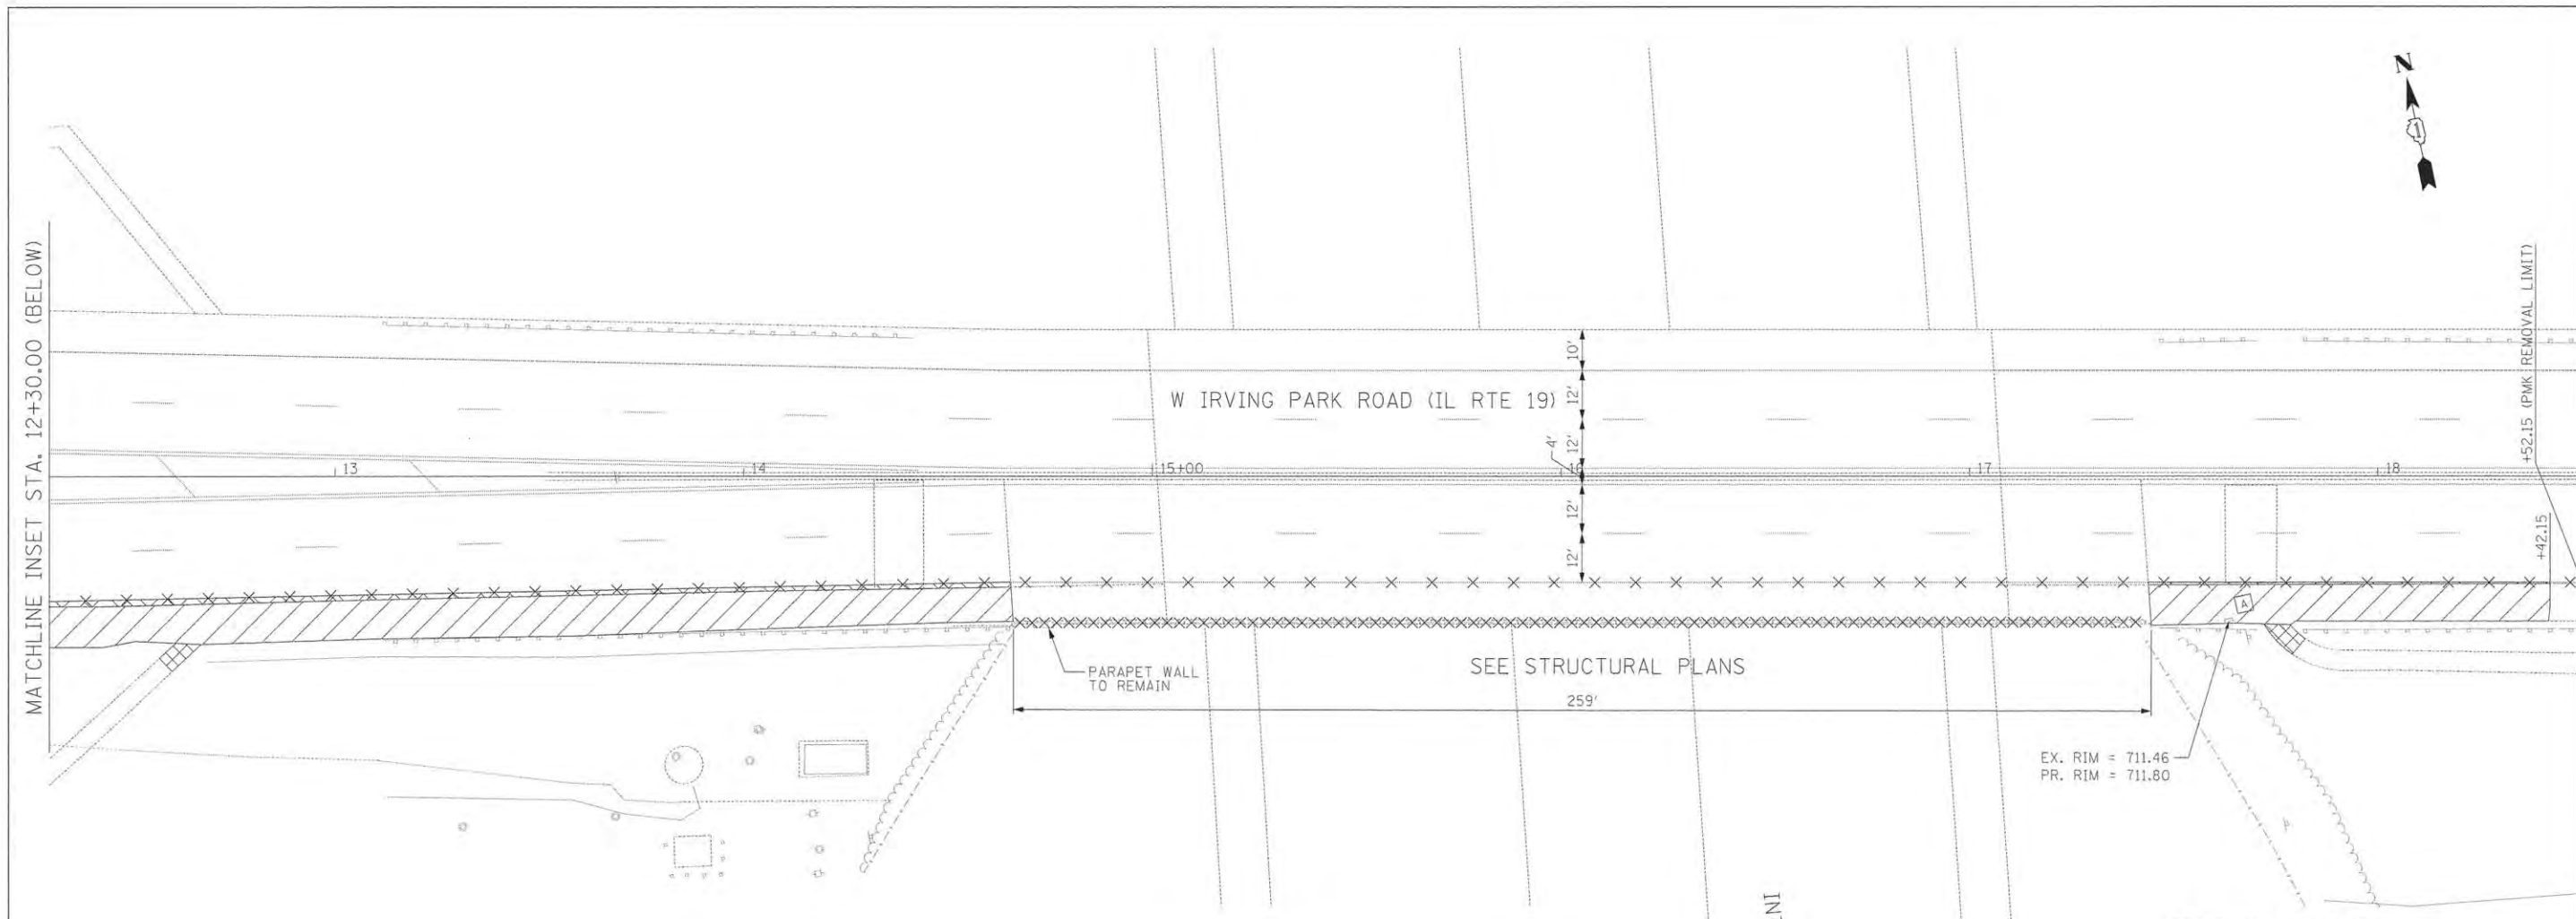 N
MATCHLINE INSET STA. 12+30.00 (BELOW)
+52.15 (PMK REMOVAL LIMIT)
10'
W IRVING PARK ROAD (IL RTE 19)
12'
12'
4'
13
14
15+00
16
17
18
12'
12'
+42.15
A
PARAPET WALL
TO REMAIN
SEE STRUCTURAL PLANS
259'
EX. RIM = 711.46
PR. RIM = 711.80